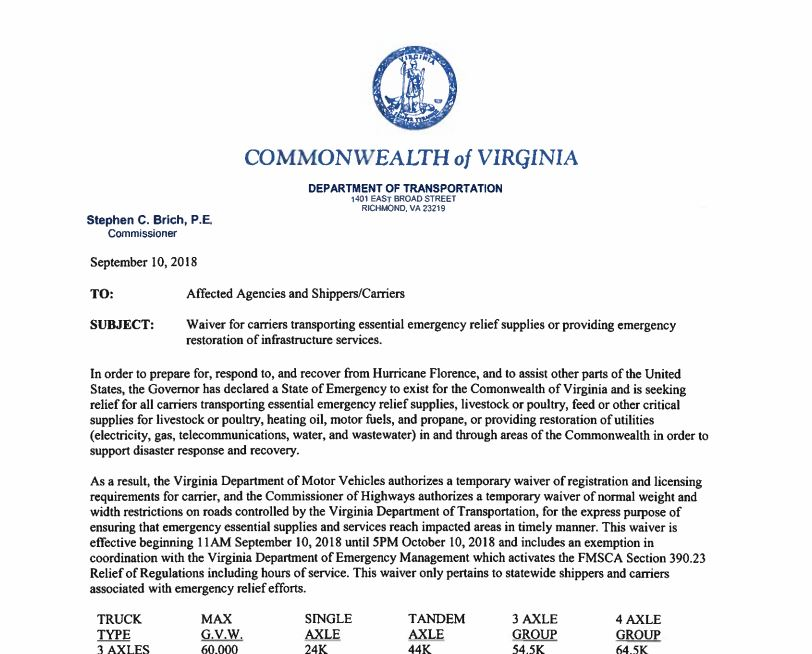 VIRGINIA
COMMONWEALTH of VIRGINIA
DEPARTMENT OF TRANSPORTATION
1401 EAST BROAD STREET
RICHMOND, VA 23219
Stephen C. Brich, P.E.
Commissioner
September 10, 2018
TO: Affected Agencies and Shippers/Carriers
SUBJECT: Waiver for carriers transporting essential emergency relief supplies or providing emergency
restoration of infrastructure services.
In order to prepare for, respond to, and recover from Hurricane Florence, and to assist other parts of the United
States, the Governor has declared a State of Emergency to exist for the Comonwealth of Virginia and is seeking
relief for all carriers transporting essential emergency relief supplies, livestock or poultry, feed or other critical
supplies for livestock or poultry, heating oil, motor fuels, and propane, or providing restoration of utilities
(electricity, gas, telecommunications, water, and wastewater) in and through areas of the Commonwealth in order to
support disaster response and recovery.
As a result, the Virginia Department of Motor Vehicles authorizes a temporary waiver of registration and licensing
requirements for carrier, and the Commissioner of Highways authorizes a temporary waiver of normal weight and
width restrictions on roads controlled by the Virginia Department of Transportation, for the express purpose of
ensuring that emergency essential supplies and services reach impacted areas in timely manner. This waiver is
effective beginning 11AM September 10, 2018 until 5PM October 10, 2018 and includes an exemption in
coordination with the Virginia Department of Emergency Management which activates the FMSCA Section 390.23
Relief of Regulations including hours of service. This waiver only pertains to statewide shippers and carriers
associated with emergency relief efforts.
TRUCK MAX SINGLE TANDEM 3 AXLE 4 AXLE
TYPE G.V.W. AXLE AXLE GROUP GROUP
3 AXLES 60,000 24K 44K 54.5K 64.5K